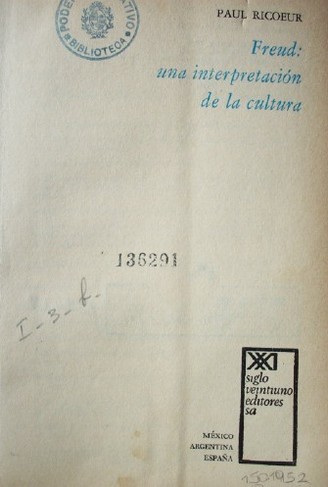 PAUL RICOEUR
BIBLIOTECA
Freud:
una interpretación
de la cultura
136291
I-3-f.
XXI
siglo
veintiuno
editores
sa
MÉXICO
ARGENTINA
ESPAÑA
1501952